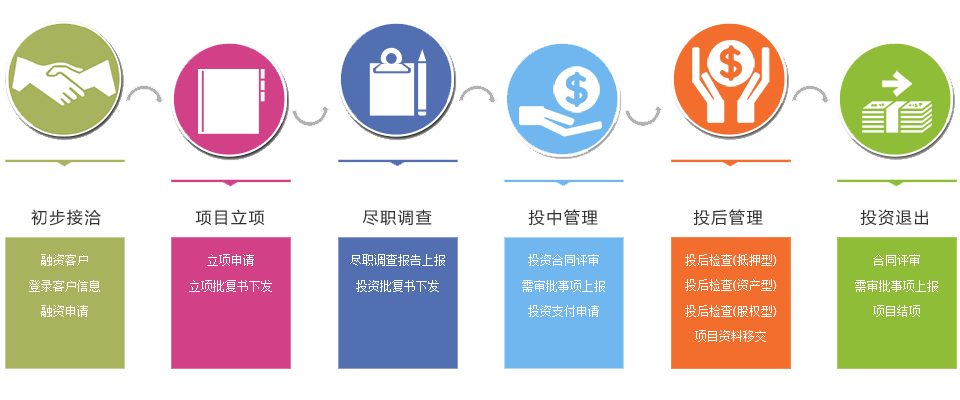 初步接洽
融资客户
登录客户信息
融资申请
项目立项
立项申请
立项批复书下发
尽职调查
尽职调查报告上报
投资批复书下发
投中管理
投资合同评审
需审批事项上报
投资支付申请
投后管理
投后检查(抵押型)
投后检查(资产型)
投后检查(股权型)
项目资料移交
投资退出
合同评审
需审批事项上报
项目结项